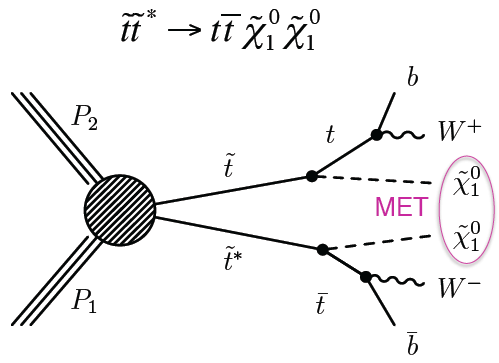 t̃t̃* → tt̅ χ̃₁⁰ χ̃₁⁰
b
P₂
t
W⁺
t̃
χ̃₁⁰
MET
χ̃₁⁰
t̃*
W⁻
P₁
t̅
b̅